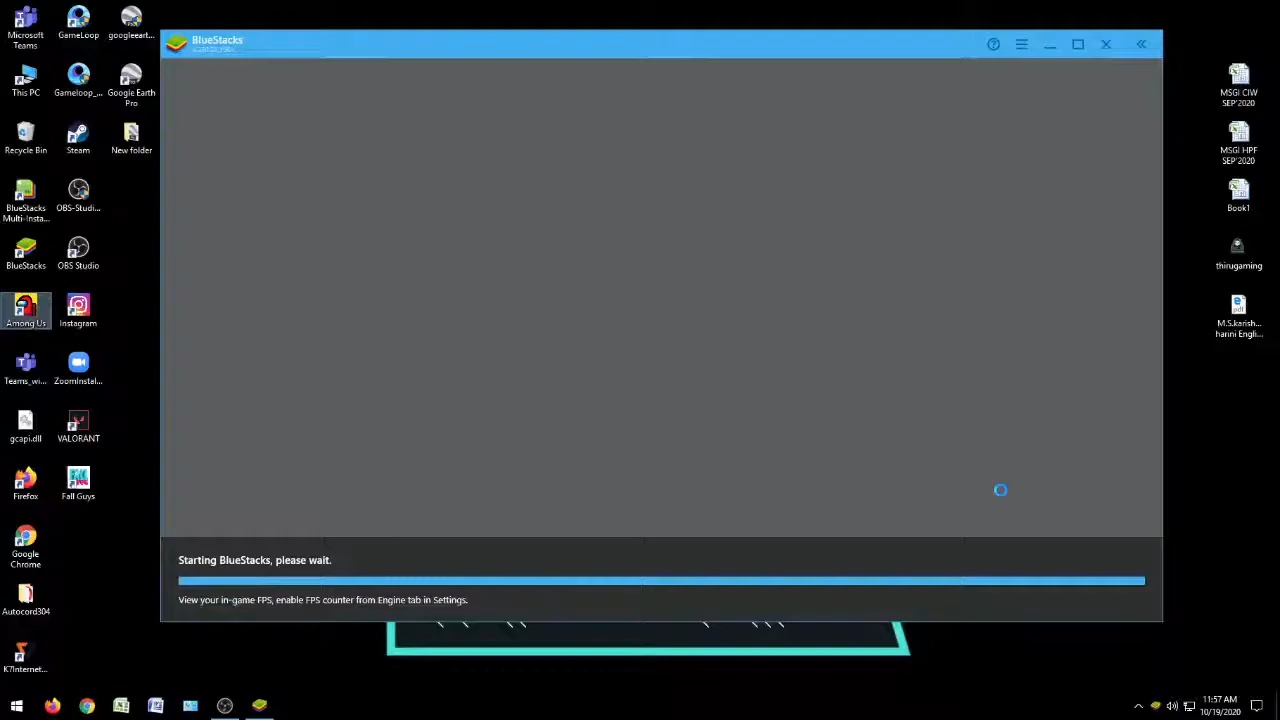 Microsoft
Teams
GameLoop
googleeart...
This PC
Gameloop_...
Google Earth
Pro
Recycle Bin
Steam
New folder
BlueStacks
Multi-Insta...
OBS-Studi...
BlueStacks
OBS Studio
Among Us
Instagram
Teams_wi...
ZoomInstal...
gcapi.dll
VALORANT
Firefox
Fall Guys
Google
Chrome
Autocord304
K7Internet...
BlueStacks
Starting BlueStacks, please wait.
View your in-game FPS, enable FPS counter from Engine tab in Settings.
MSGI CIW
SEP'2020
MSGI HPF
SEP'2020
Book1
thirugaming
pdf
M.S.karish...
harini Engli...
11:57 AM
10/19/2020